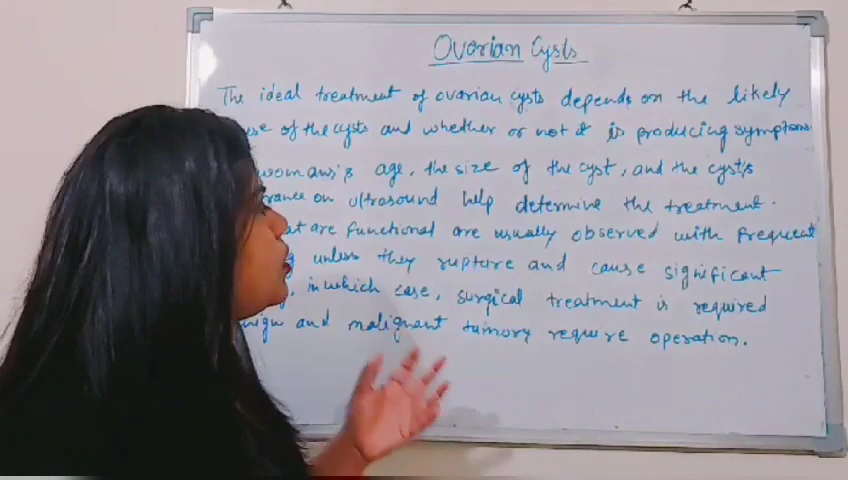 Ovarian Cysts
The ideal treatment of ovarian cysts depends on the likely
of the cysts and whether or not it is producing symptoms
woman's age, the size of the cyst, and the cyst's
on ultrasound help determine the treatment.
are functional are usually observed with frequent
unless they rupture and cause significant
in which case, surgical treatment is required
and malignant tumory require operation.